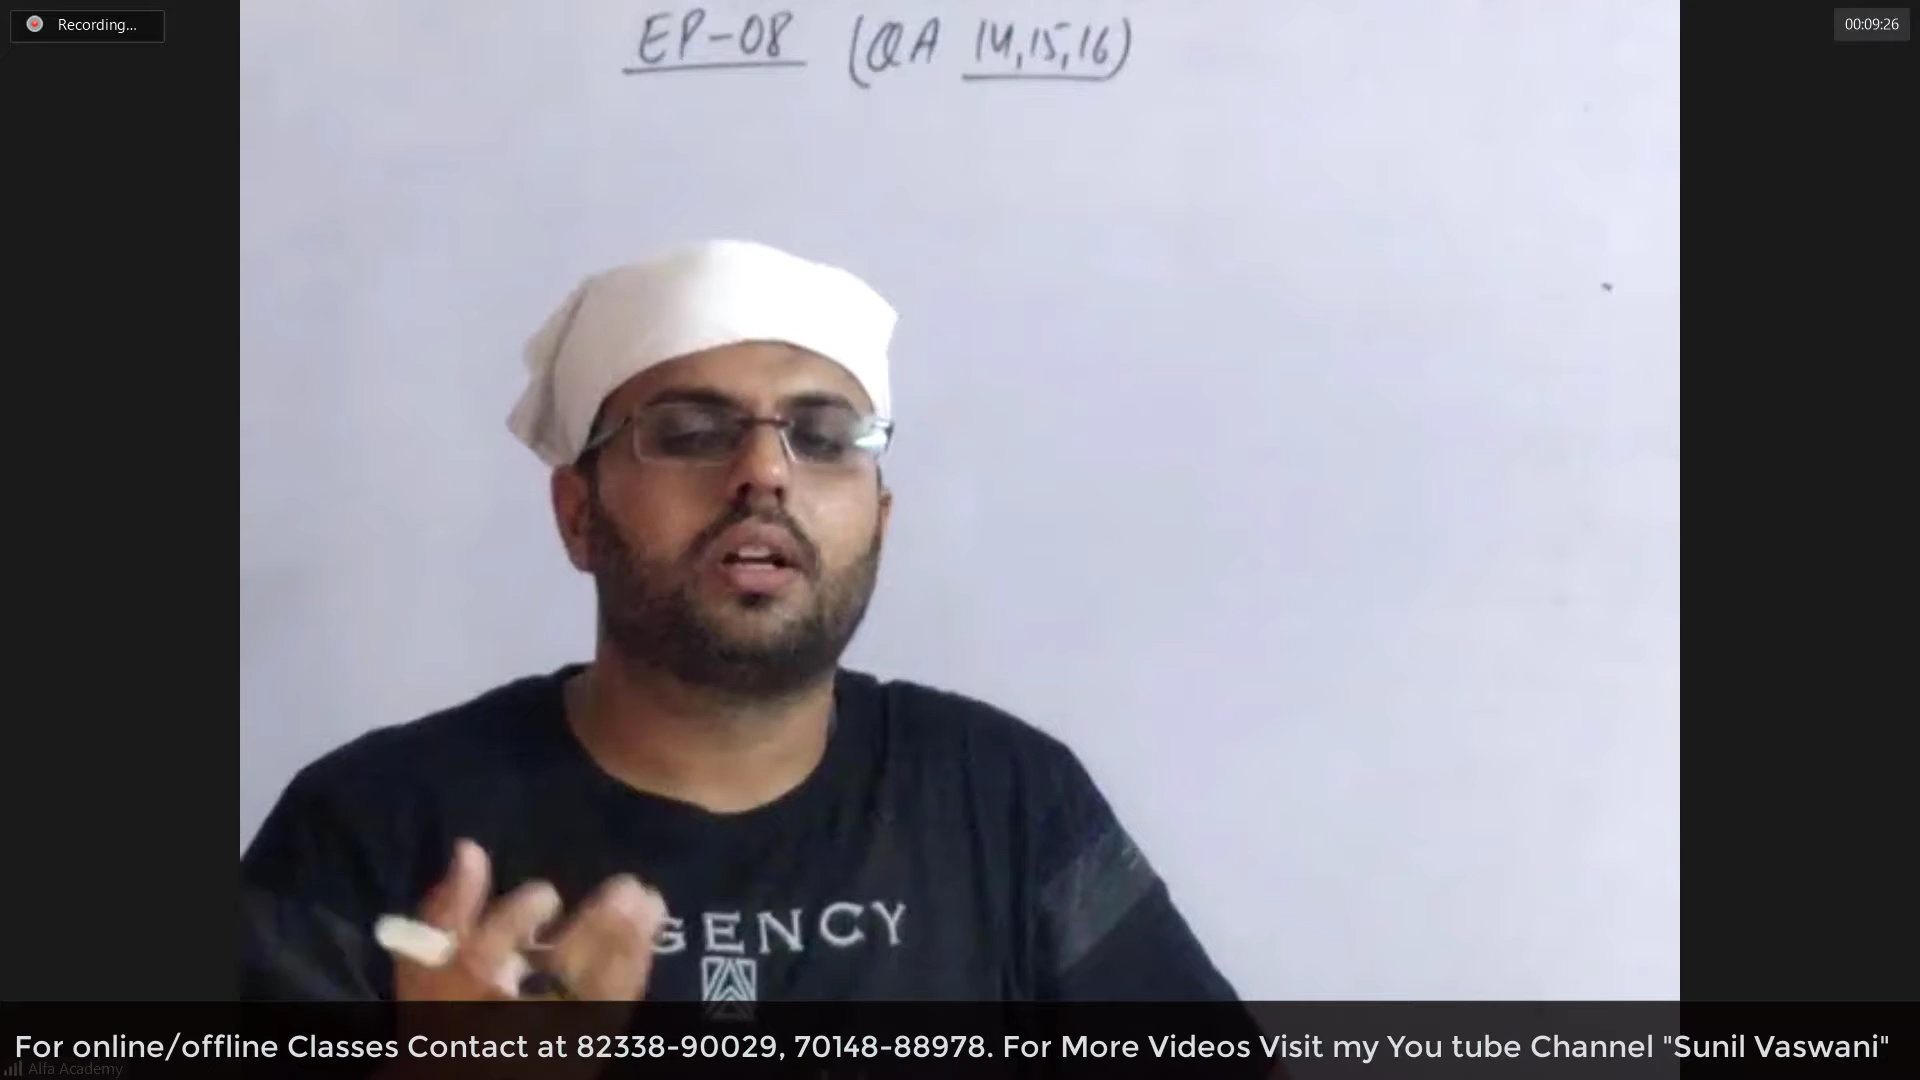 Recording...
00:09:26
EP-08 (QA 14,15,16)
GENCY
For online/offline Classes Contact at 82338-90029, 70148-88978. For More Videos Visit my You tube Channel "Sunil Vaswani"
Alfa Academy